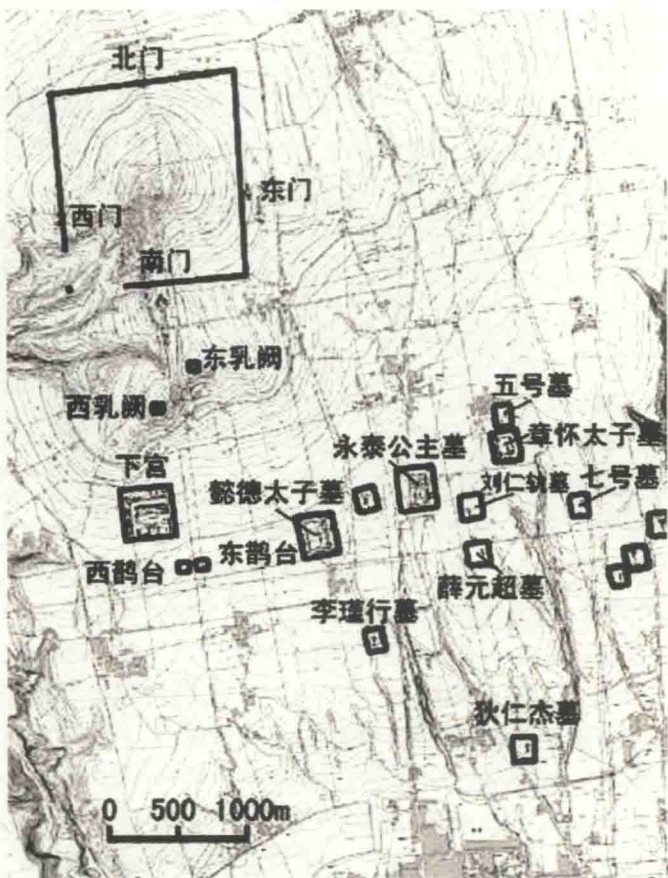 北门
东门
西门
南门
东乳阙
西乳阙
五号墓
章怀太子墓
永泰公主墓
下宫
懿德太子墓
刘仁轨墓
七号墓
西鹊台
东鹊台
薛元超墓
李瑾行墓
狄仁杰墓
0 500 1000m